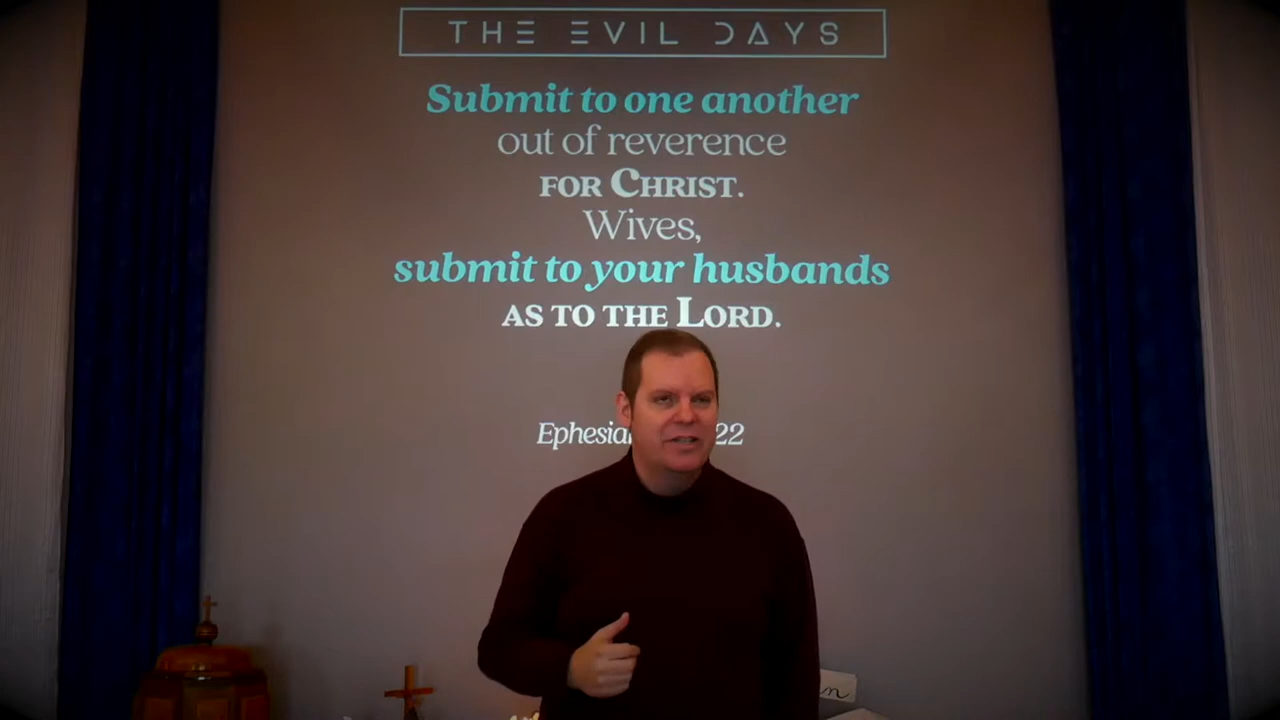 THE EVIL DAYS
Submit to one another
out of reverence
FOR CHRIST.
Wives,
submit to your husbands
AS TO THE LORD.
22